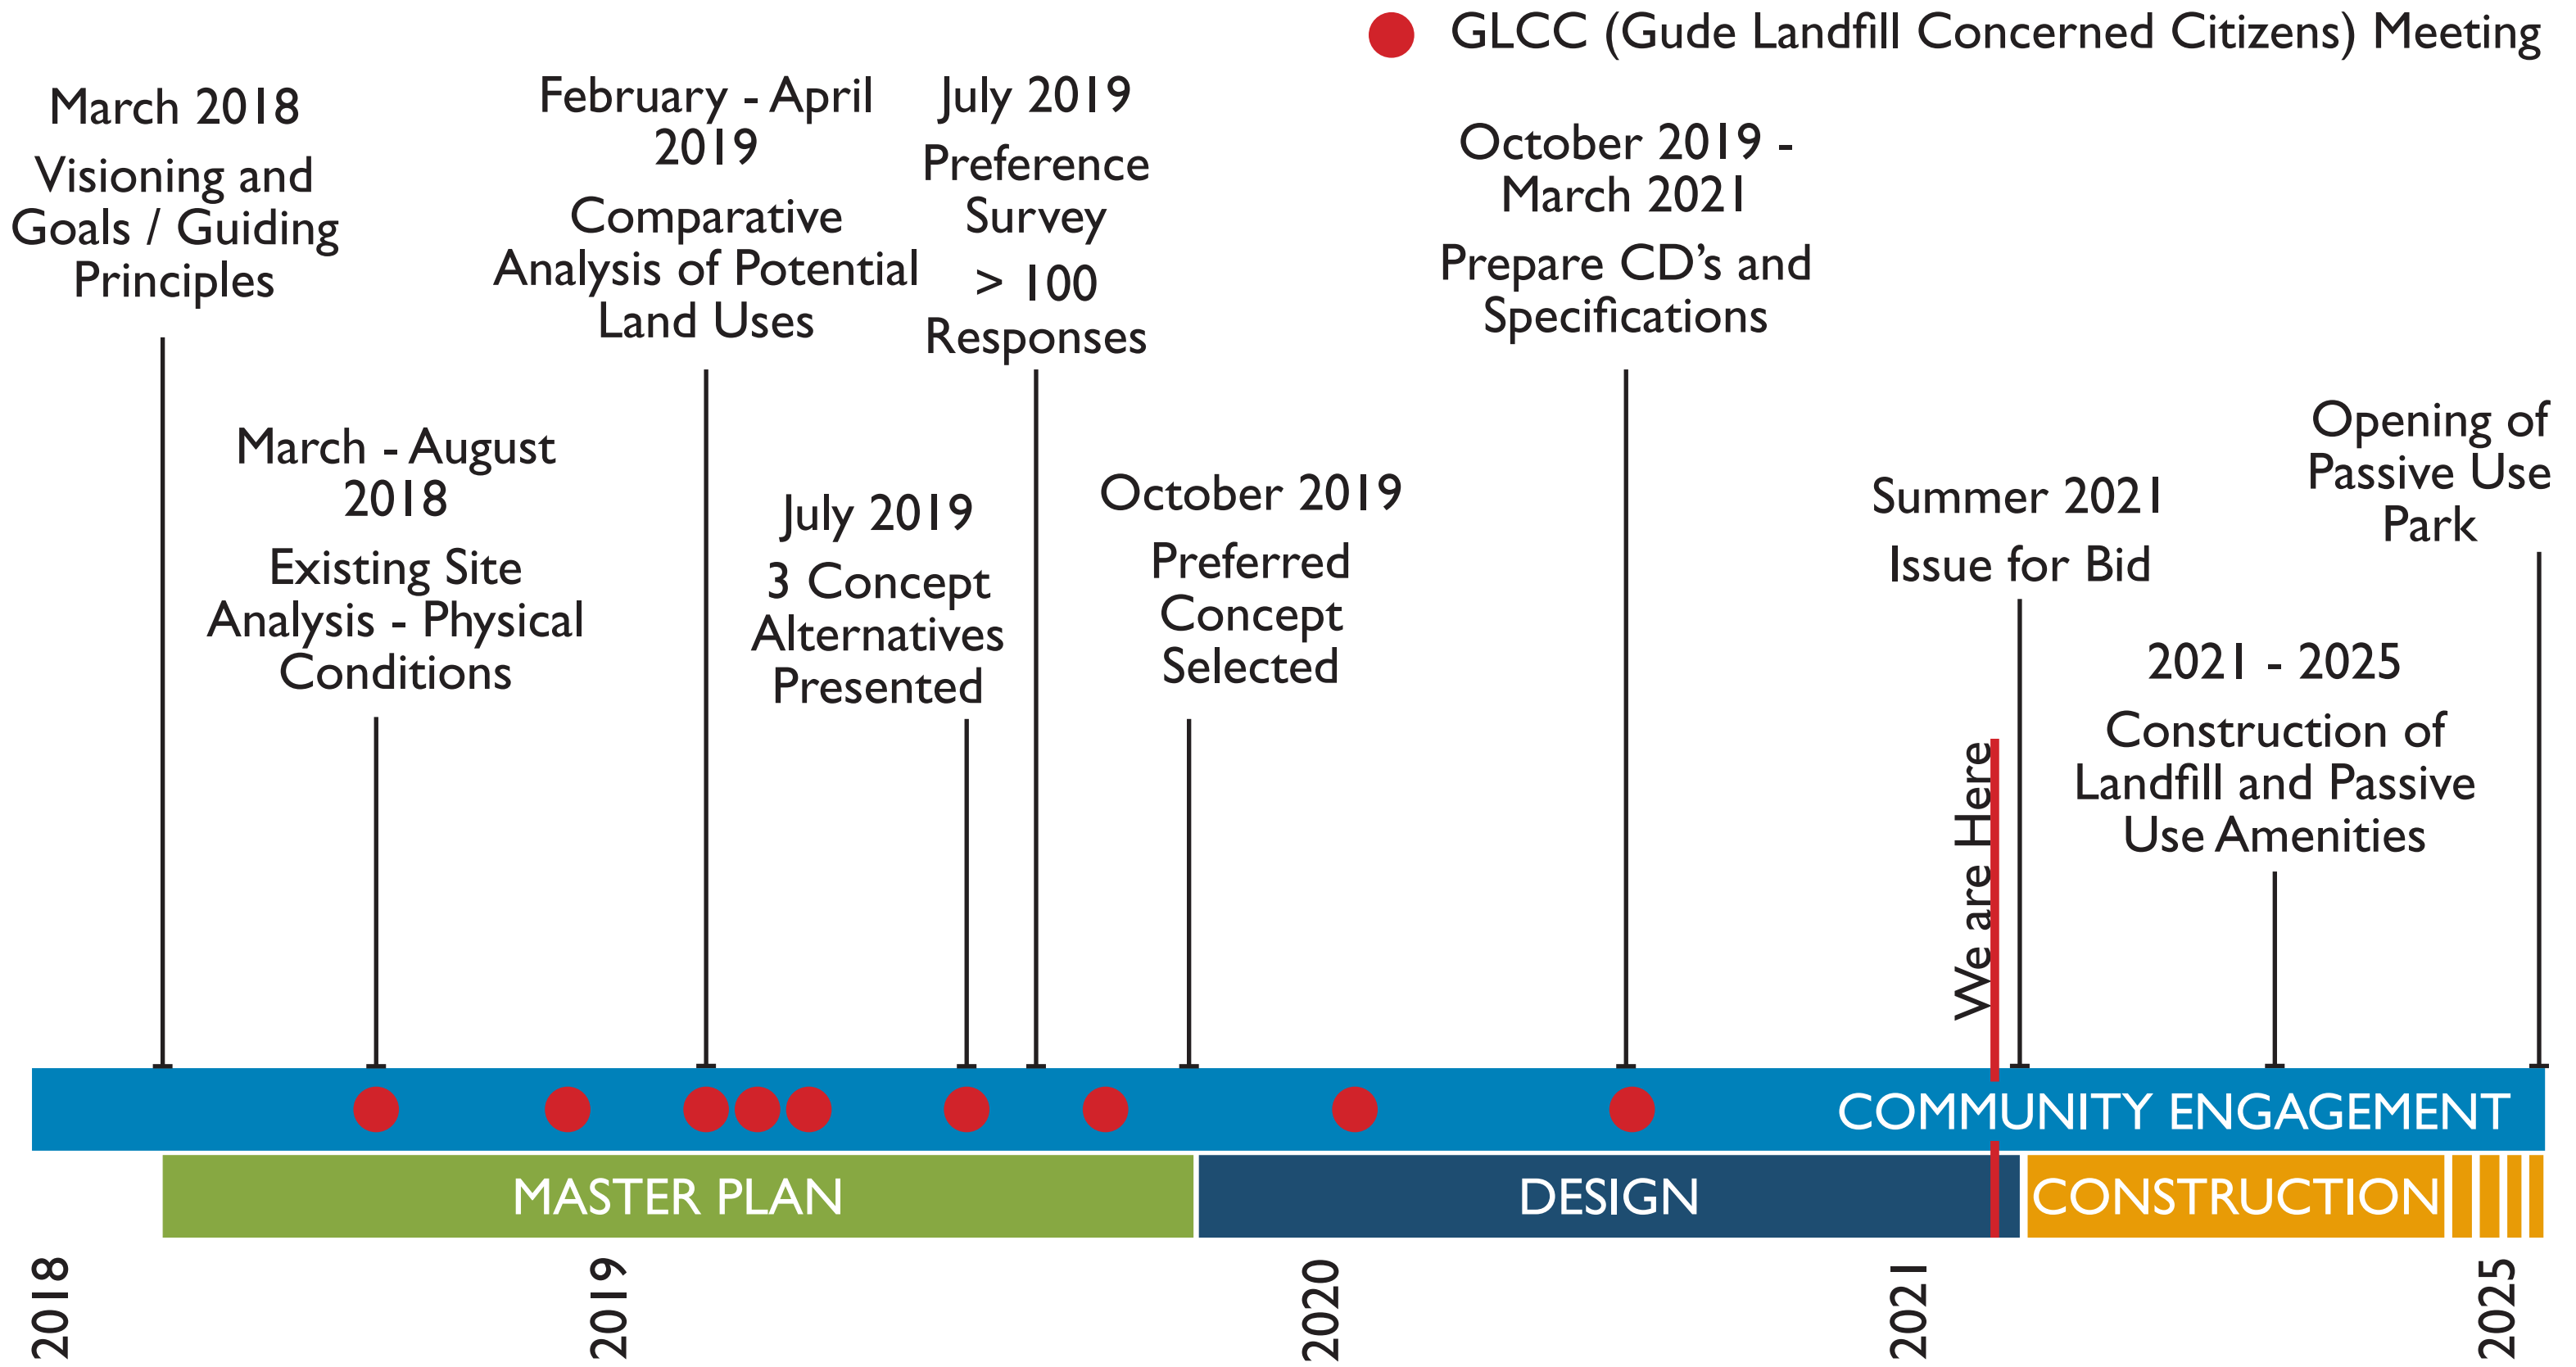 GLCC (Gude Landfill Concerned Citizens) Meeting
March 2018
Visioning and
Goals / Guiding
Principles
March - August
2018
Existing Site
Analysis - Physical
Conditions
February - April
2019
Comparative
Analysis of Potential
Land Uses
July 2019
3 Concept
Alternatives
Presented
July 2019
Preference
Survey
> 100
Responses
October 2019
Preferred
Concept
Selected
October 2019 -
March 2021
Prepare CD’s and
Specifications
We are Here
Summer 2021
Issue for Bid
2021 - 2025
Construction of
Landfill and Passive
Use Amenities
Opening of
Passive Use
Park
COMMUNITY ENGAGEMENT
MASTER PLAN
DESIGN
CONSTRUCTION
2018
2019
2020
2021
2025